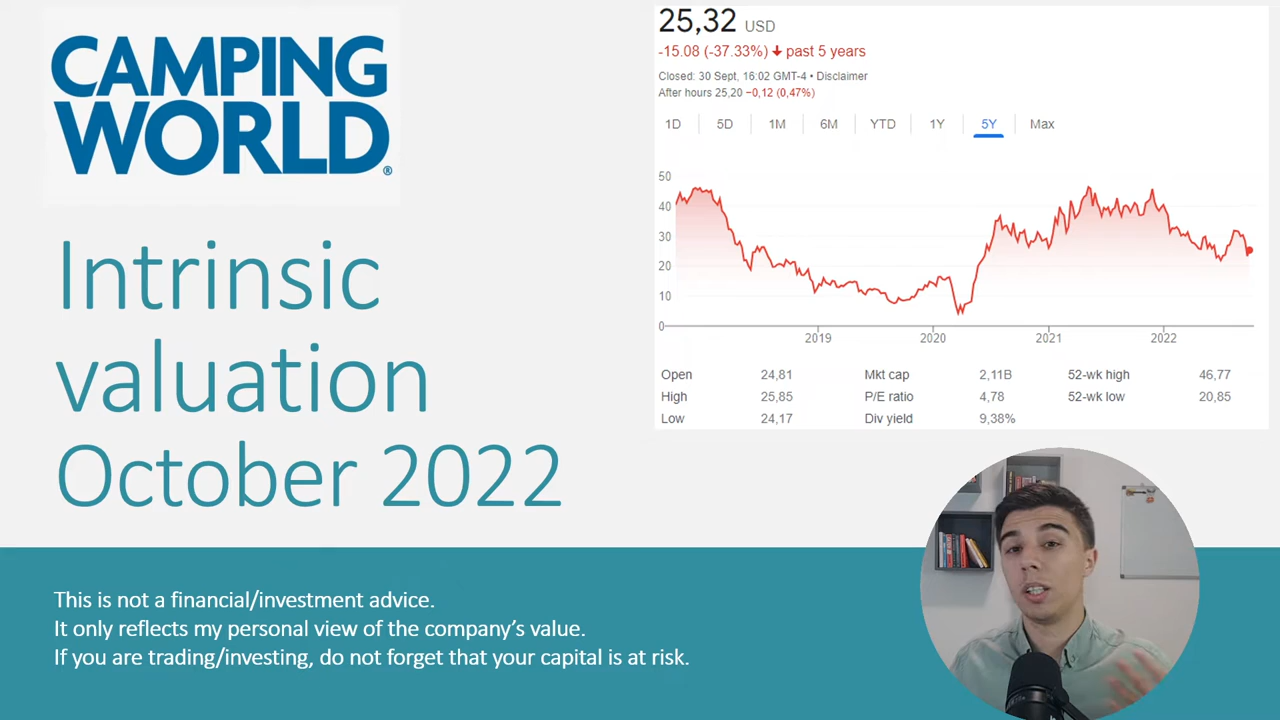 CAMPING
WORLD®
Intrinsic
valuation
October 2022
25,32 USD
-15.08 (-37.33%) ↓ past 5 years
Closed: 30 Sept, 16:02 GMT-4 • Disclaimer
After hours 25,20 −0,12 (0,47%)
1D 5D 1M 6M YTD 1Y 5Y Max
50
40
30
20
10
0
2019 2020 2021 2022
Open 24,81 Mkt cap 2,11B 52-wk high 46,77
High 25,85 P/E ratio 4,78 52-wk low 20,85
Low 24,17 Div yield 9,38%
This is not a financial/investment advice.
It only reflects my personal view of the company's value.
If you are trading/investing, do not forget that your capital is at risk.